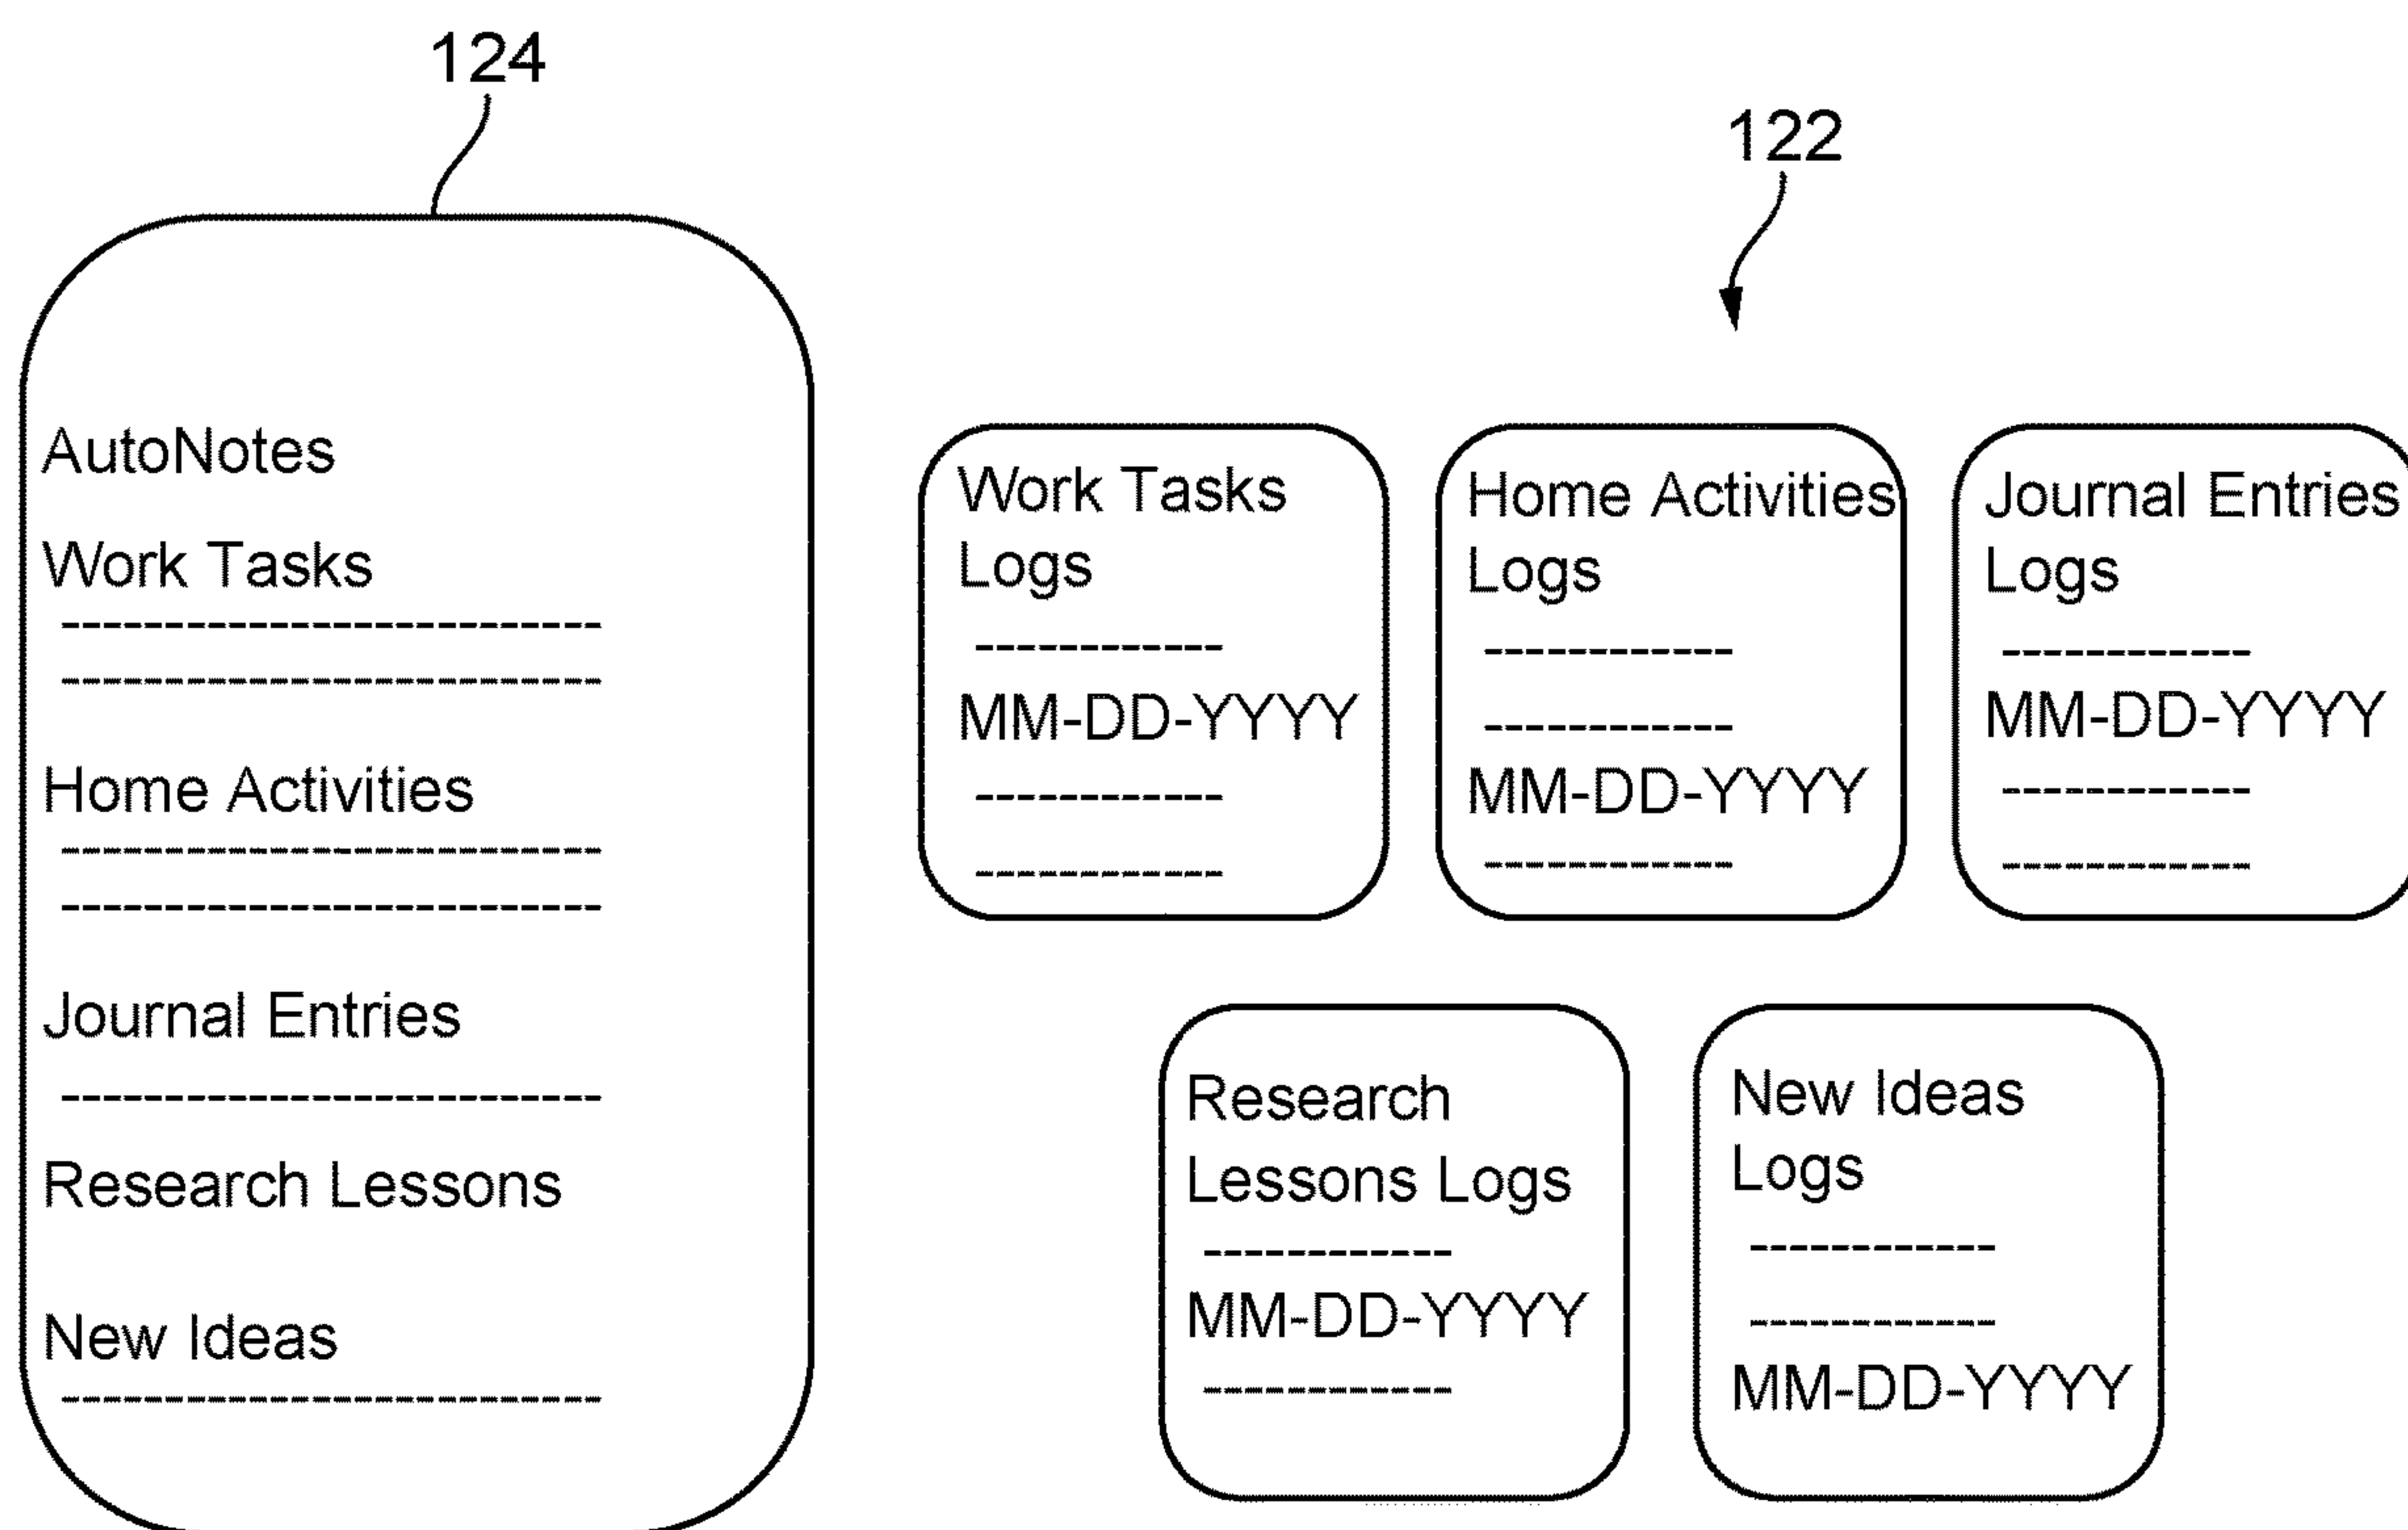 124
122
AutoNotes
Work Tasks
--------------------------
--------------------------
Home Activities
--------------------------
--------------------------
Journal Entries
--------------------------
Research Lessons
New Ideas
--------------------------
Work Tasks
Logs
------------
MM-DD-YYYY
------------
------------
Home Activities
Logs
------------
------------
MM-DD-YYYY
------------
Journal Entries
Logs
------------
MM-DD-YYYY
------------
------------
Research
Lessons Logs
------------
MM-DD-YYYY
------------
New Ideas
Logs
------------
------------
MM-DD-YYYY